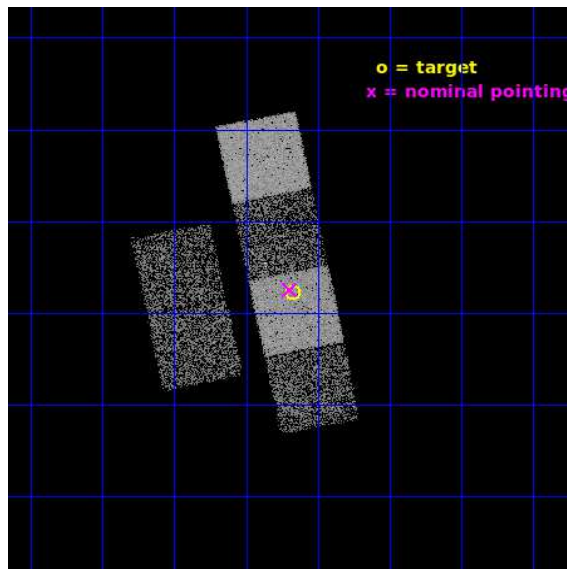 o = target
x = nominal pointing